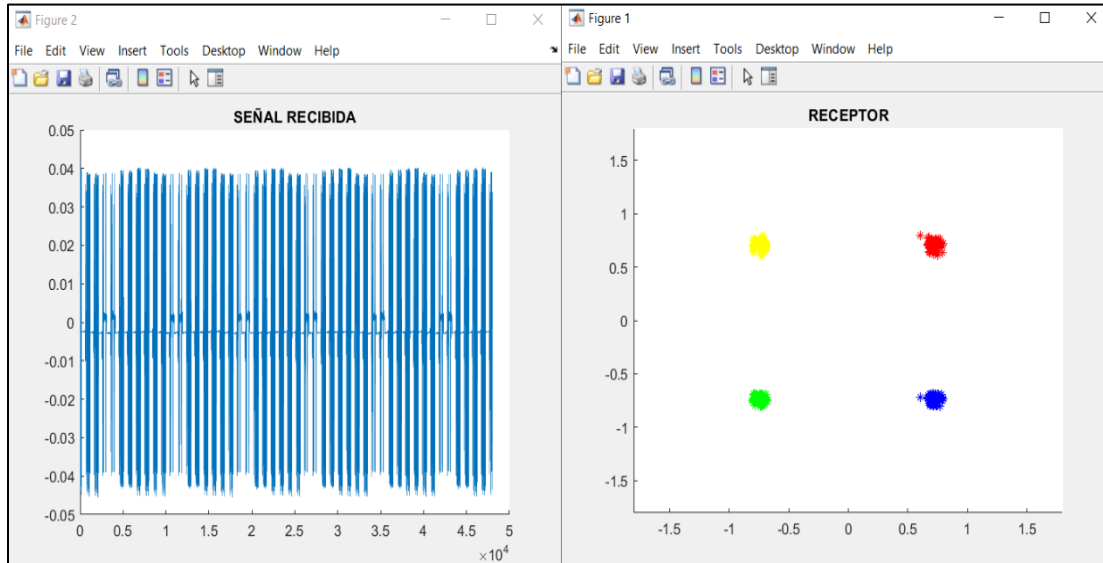 Figure 2
File Edit View Insert Tools Desktop Window Help
SEÑAL RECIBIDA
0.05
0.04
0.03
0.02
0.01
0
-0.01
-0.02
-0.03
-0.04
-0.05
0 0.5 1 1.5 2 2.5 3 3.5 4 4.5 5
×10⁴
Figure 1
File Edit View Insert Tools Desktop Window Help
RECEPTOR
1.5
1
0.5
0
-0.5
-1
-1.5
-1.5 -1 -0.5 0 0.5 1 1.5